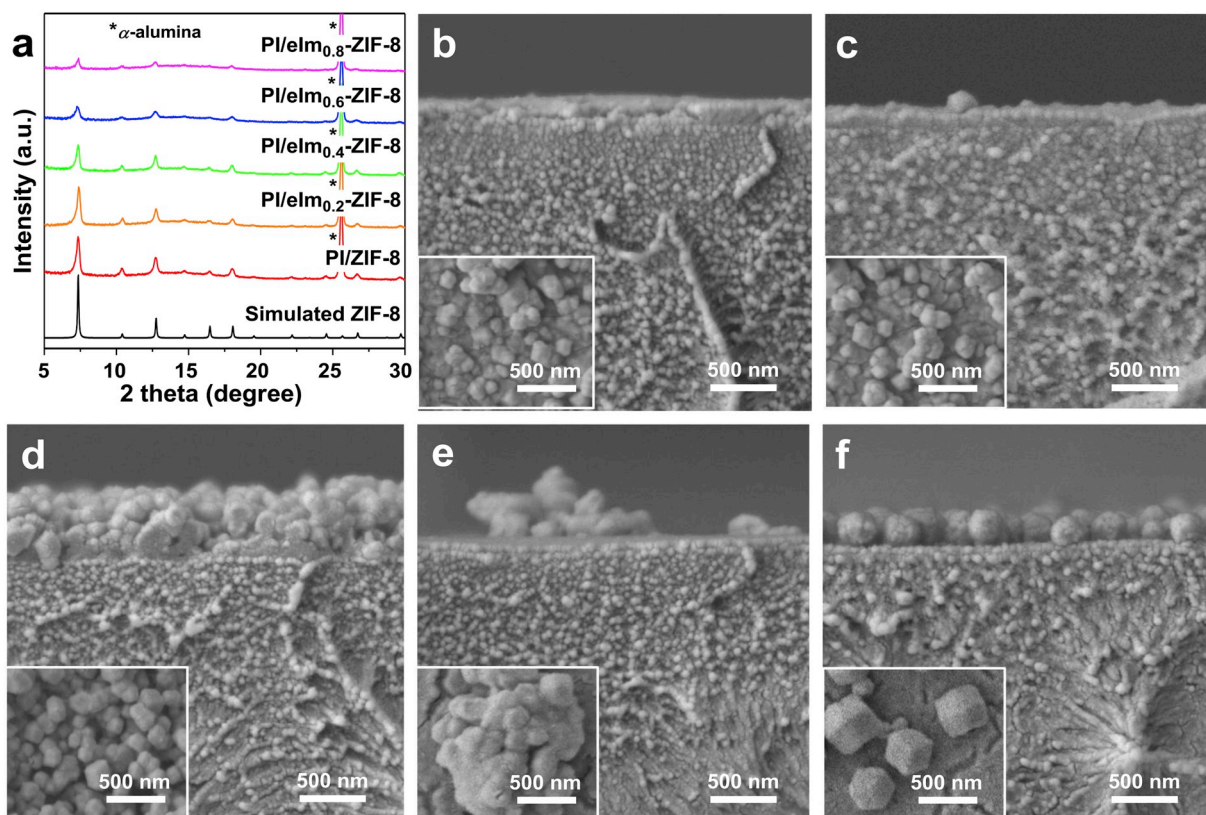 a
*α-alumina
*
PI/eIm0.8-ZIF-8
*
PI/eIm0.6-ZIF-8
*
PI/eIm0.4-ZIF-8
*
PI/eIm0.2-ZIF-8
*
PI/ZIF-8
Simulated ZIF-8
Intensity (a.u.)
5 10 15 20 25 30
2 theta (degree)
b
500 nm
500 nm
c
500 nm
500 nm
d
500 nm
500 nm
e
500 nm
500 nm
f
500 nm
500 nm